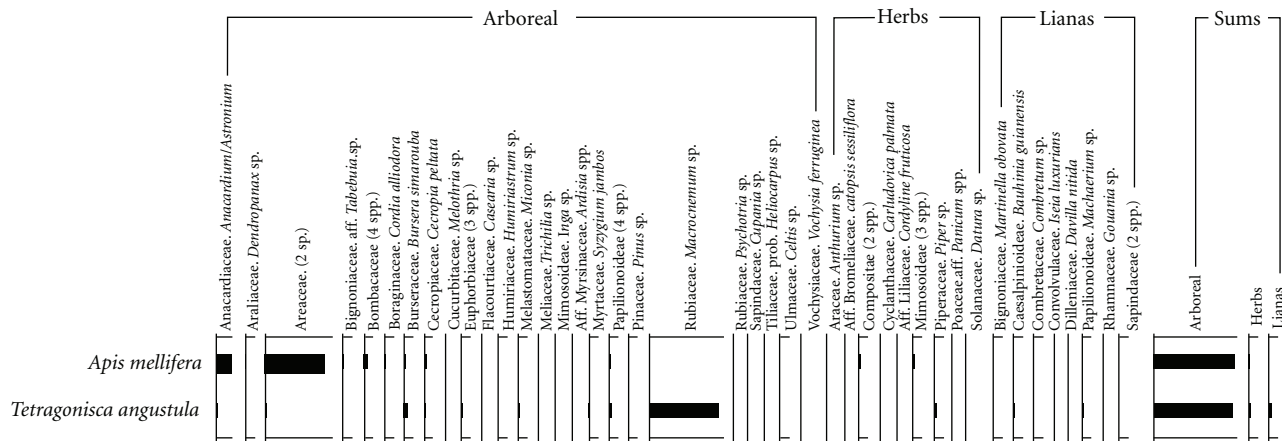 Arboreal
Herbs
Lianas
Sums
Anacardiaceae. Anacardium/Astronium
Araliaceae. Dendropanax sp.
Areaceae. (2 sp.)
Bignoniaceae. aff. Tabebuia.sp.
Bombacaceae (4 spp.)
Boraginaceae. Cordia alliodora
Burseraceae. Bursera simarouba
Cecropiaceae. Cecropia peltata
Cucurbitaceae. Melothria sp.
Euphorbiaceae (3 spp.)
Flacourtiaceae. Casearia sp.
Humiriaceae. Humiriastrum sp.
Melastomataceae. Miconia sp.
Meliaceae. Trichilia sp.
Mimosoideae. Inga sp.
Aff. Myrsinaceae. Ardisia spp.
Myrtaceae. Syzygium jambos
Papilionoideae (4 spp.)
Pinaceae. Pinus sp.
Rubiaceae. Macrocnemum sp.
Rubiaceae. Psychotria sp.
Sapindaceae. Cupania sp.
Tiliaceae. prob. Heliocarpus sp.
Ulmaceae. Celtis sp.
Vochysiaceae. Vochysia ferruginea
Araceae. Anthurium sp.
Aff. Bromeliaceae. catopsis sessiliflora
Compositae (2 spp.)
Cyclanthaceae. Carludovica palmata
Aff. Liliaceae. Cordyline fruticosa
Mimosoideae (3 spp.)
Piperaceae. Piper sp.
Poaceae.aff. Panicum spp.
Solanaceae. Datura sp.
Bignoniaceae. Martinella obovata
Caesalpinioideae. Bauhinia guianensis
Combretaceae. Combretum sp.
Convolvulaceae. Iseia luxurians
Dilleniaceae. Davilla nitida
Papilionoideae. Machaerium sp.
Rhamnaceae. Gouania sp.
Sapindaceae (2 spp.)
Arboreal
Herbs
Lianas
Apis mellifera
Tetragonisca angustula